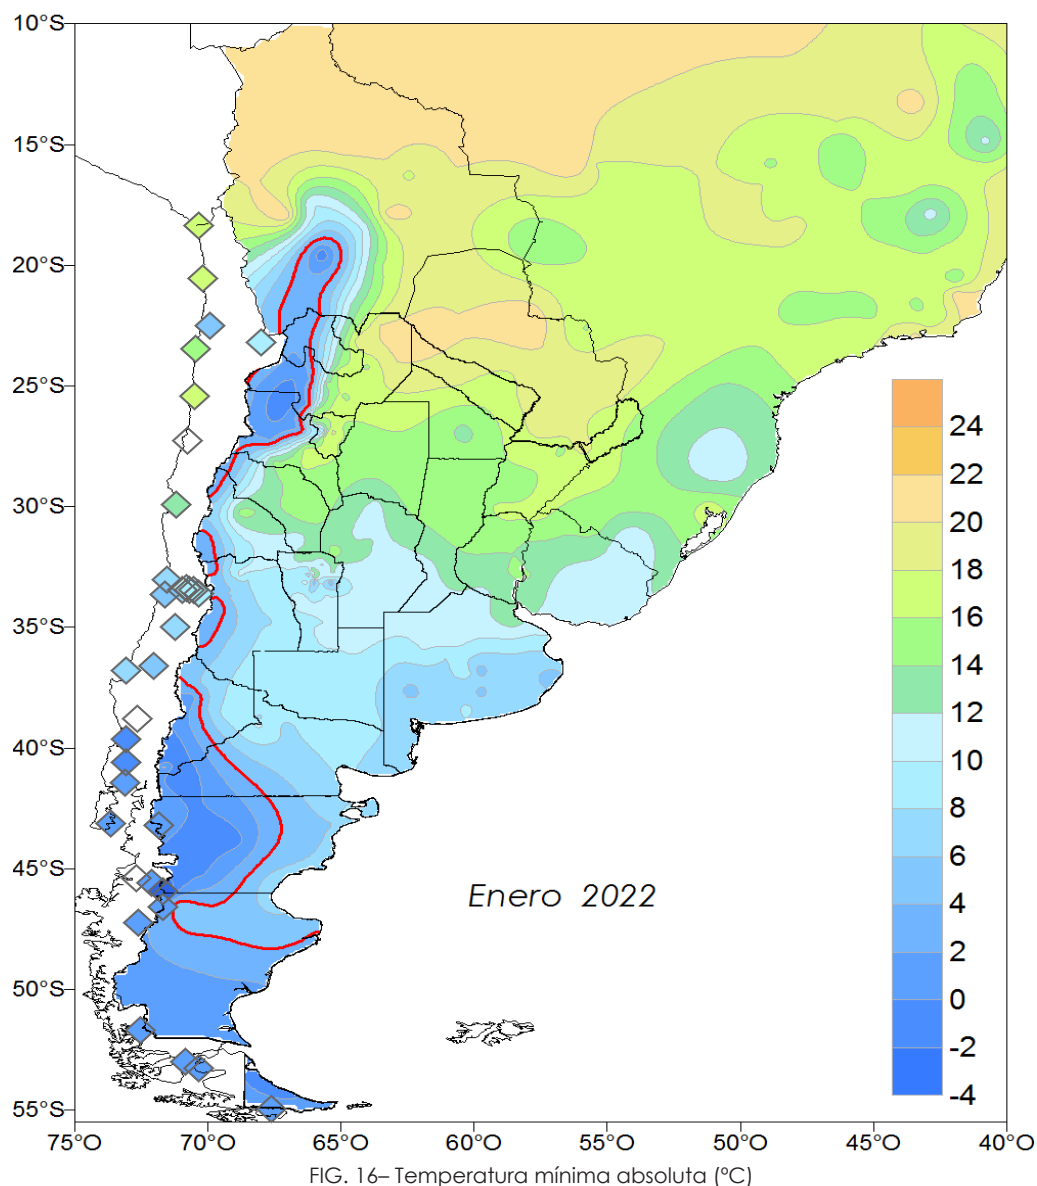 10°S
15°S
20°S
25°S
30°S
35°S
40°S
45°S
50°S
55°S
24
22
20
18
16
14
12
10
8
6
4
2
0
-2
-4
Enero 2022
75°O 70°O 65°O 60°O 55°O 50°O 45°O 40°O
FIG. 16– Temperatura mínima absoluta (ºC)